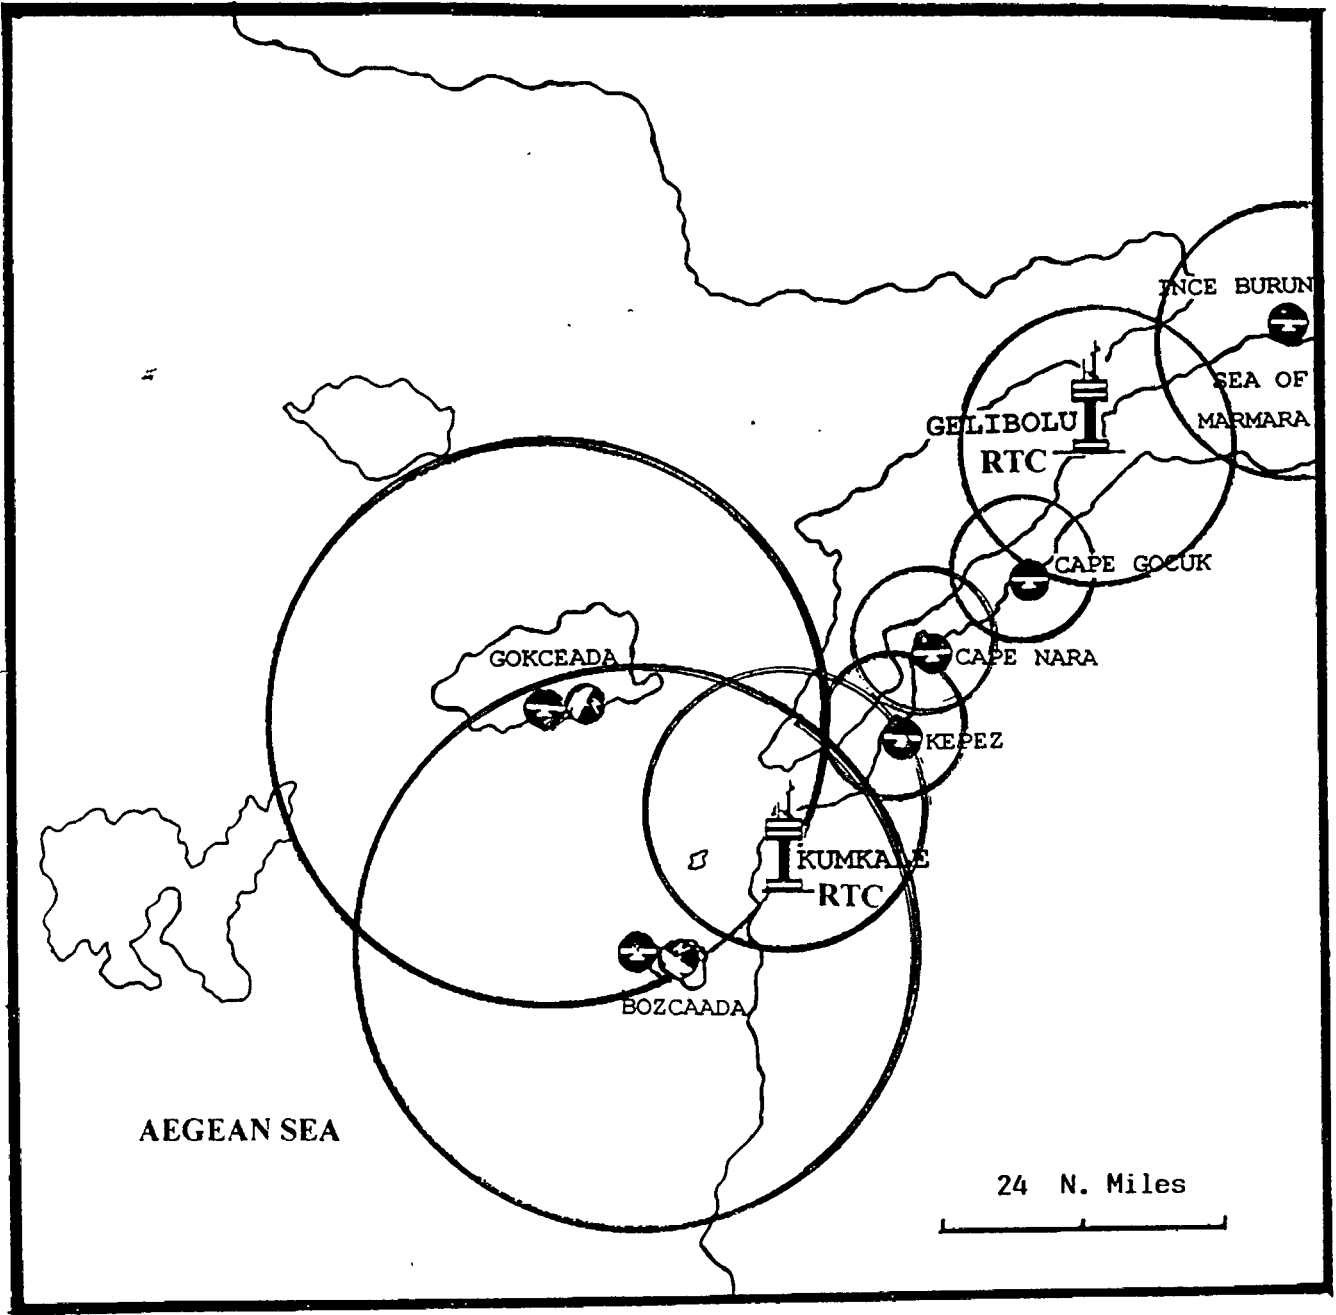 INCE BURUN
SEA OF
MARMARA
GELIBOLU
RTC
CAPE GOCUK
GOKCEADA
CAPE NARA
KEPEZ
KUMKALE
RTC
BOZCAADA
AEGEAN SEA
24 N. Miles